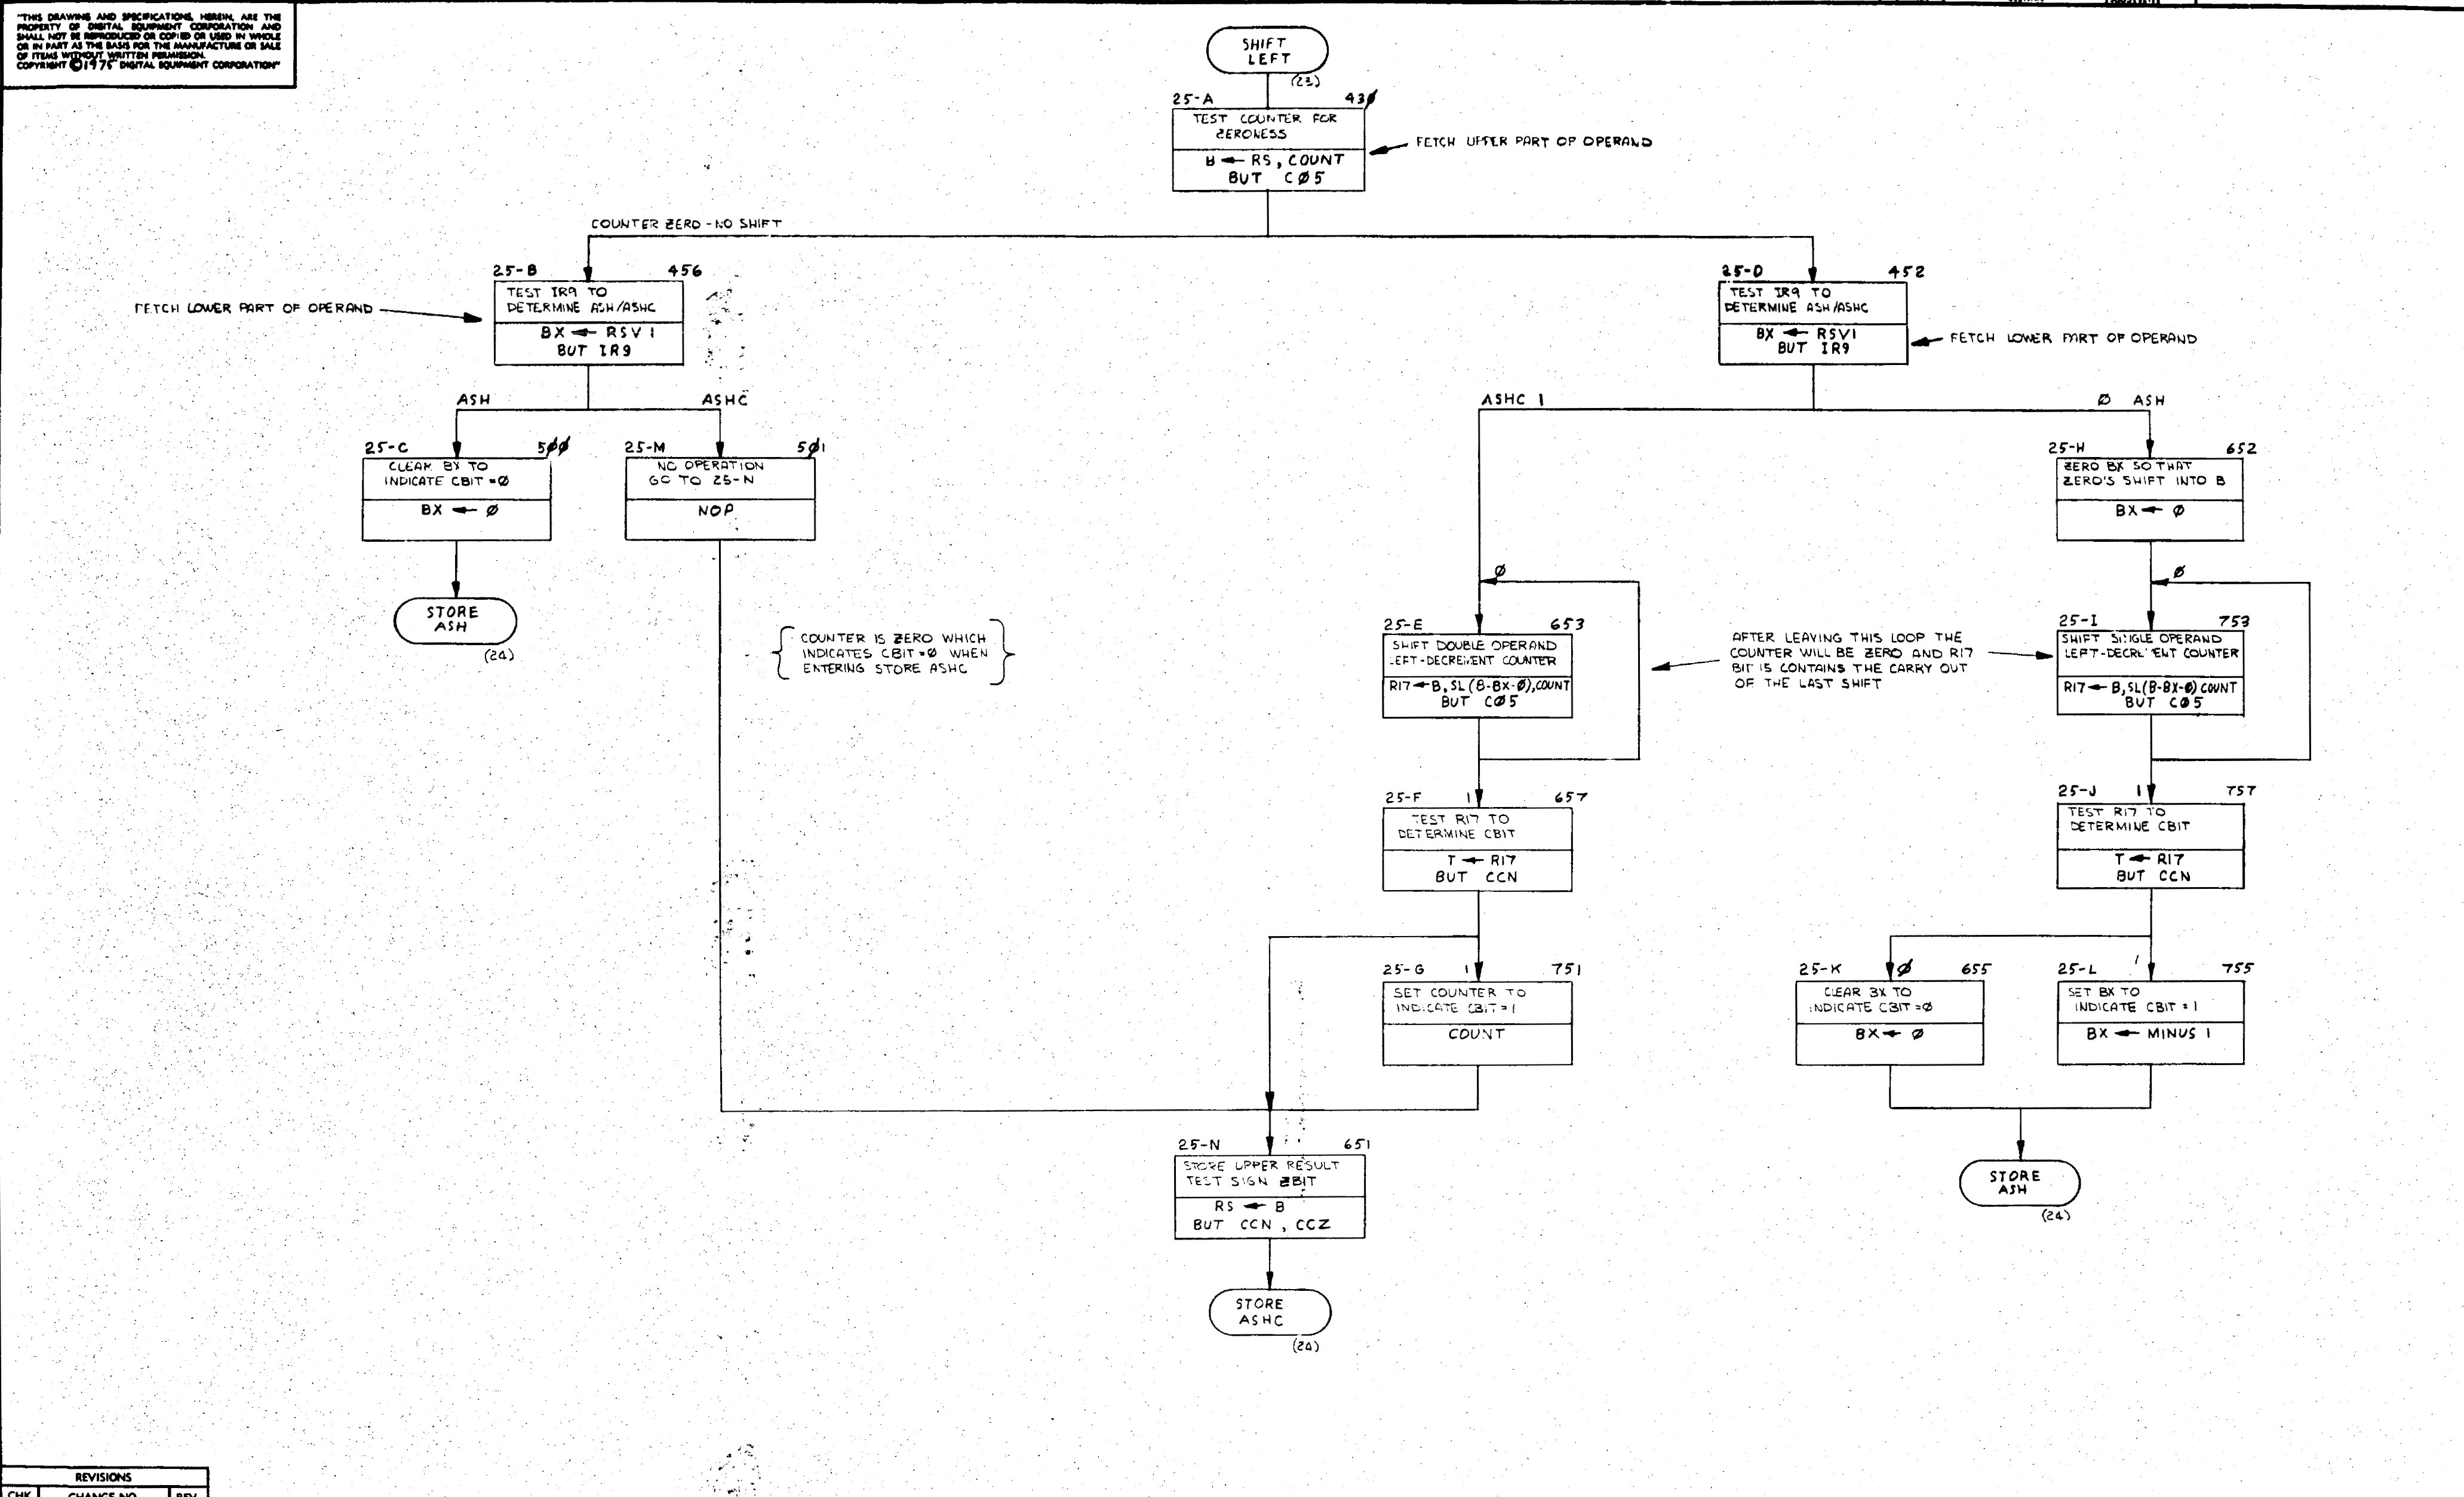 "THIS DRAWING AND SPECIFICATIONS, HEREIN, ARE THE
PROPERTY OF DIGITAL EQUIPMENT CORPORATION AND
SHALL NOT BE REPRODUCED OR COPIED OR USED IN WHOLE
OR IN PART AS THE BASIS FOR THE MANUFACTURE OR SALE
OF ITEMS WITHOUT WRITTEN PERMISSION.
COPYRIGHT ©1975 DIGITAL EQUIPMENT CORPORATION"
SHIFT
LEFT
(23)
25-A 43Ø
TEST COUNTER FOR
ZERONESS
B ← RS, COUNT
BUT CØ5
FETCH UPPER PART OF OPERAND
COUNTER ZERO - NO SHIFT
25-B 456
TEST IR9 TO
DETERMINE ASH/ASHC
BX ← RSV1
BUT IR9
FETCH LOWER PART OF OPERAND
25-D 452
TEST IR9 TO
DETERMINE ASH/ASHC
BX ← RSV1
BUT IR9
FETCH LOWER PART OF OPERAND
ASH ASHC
ASHC 1 Ø ASH
25-C 5ØØ
CLEAR BX TO
INDICATE CBIT =Ø
BX ← Ø
25-M 5Ø1
NO OPERATION
GO TO 25-N
NOP
25-H 652
ZERO BX SO THAT
ZERO'S SHIFT INTO B
BX ← Ø
STORE
ASH
(24)
COUNTER IS ZERO WHICH
INDICATES CBIT =Ø WHEN
ENTERING STORE ASHC
Ø
25-E 653
SHIFT DOUBLE OPERAND
LEFT-DECREMENT COUNTER
R17 ← B, SL(B-BX-Ø), COUNT
BUT CØ5
AFTER LEAVING THIS LOOP THE
COUNTER WILL BE ZERO AND R17
BIT 15 CONTAINS THE CARRY OUT
OF THE LAST SHIFT
Ø
25-I 753
SHIFT SINGLE OPERAND
LEFT-DECREMENT COUNTER
R17 ← B, SL(B-BX-Ø) COUNT
BUT CØ5
25-F 1 657
TEST R17 TO
DETERMINE CBIT
T ← R17
BUT CCN
25-J 1 757
TEST R17 TO
DETERMINE CBIT
T ← R17
BUT CCN
25-G 1 751
SET COUNTER TO
INDICATE CBIT = 1
COUNT
25-K Ø 655
CLEAR BX TO
INDICATE CBIT =Ø
BX ← Ø
25-L 1 755
SET BX TO
INDICATE CBIT = 1
BX ← MINUS 1
25-N 651
STORE UPPER RESULT
TEST SIGN ZBIT
RS ← B
BUT CCN, CCZ
STORE
ASH
(24)
STORE
ASHC
(24)
REVISIONS
CHK CHANGE NO. REV.